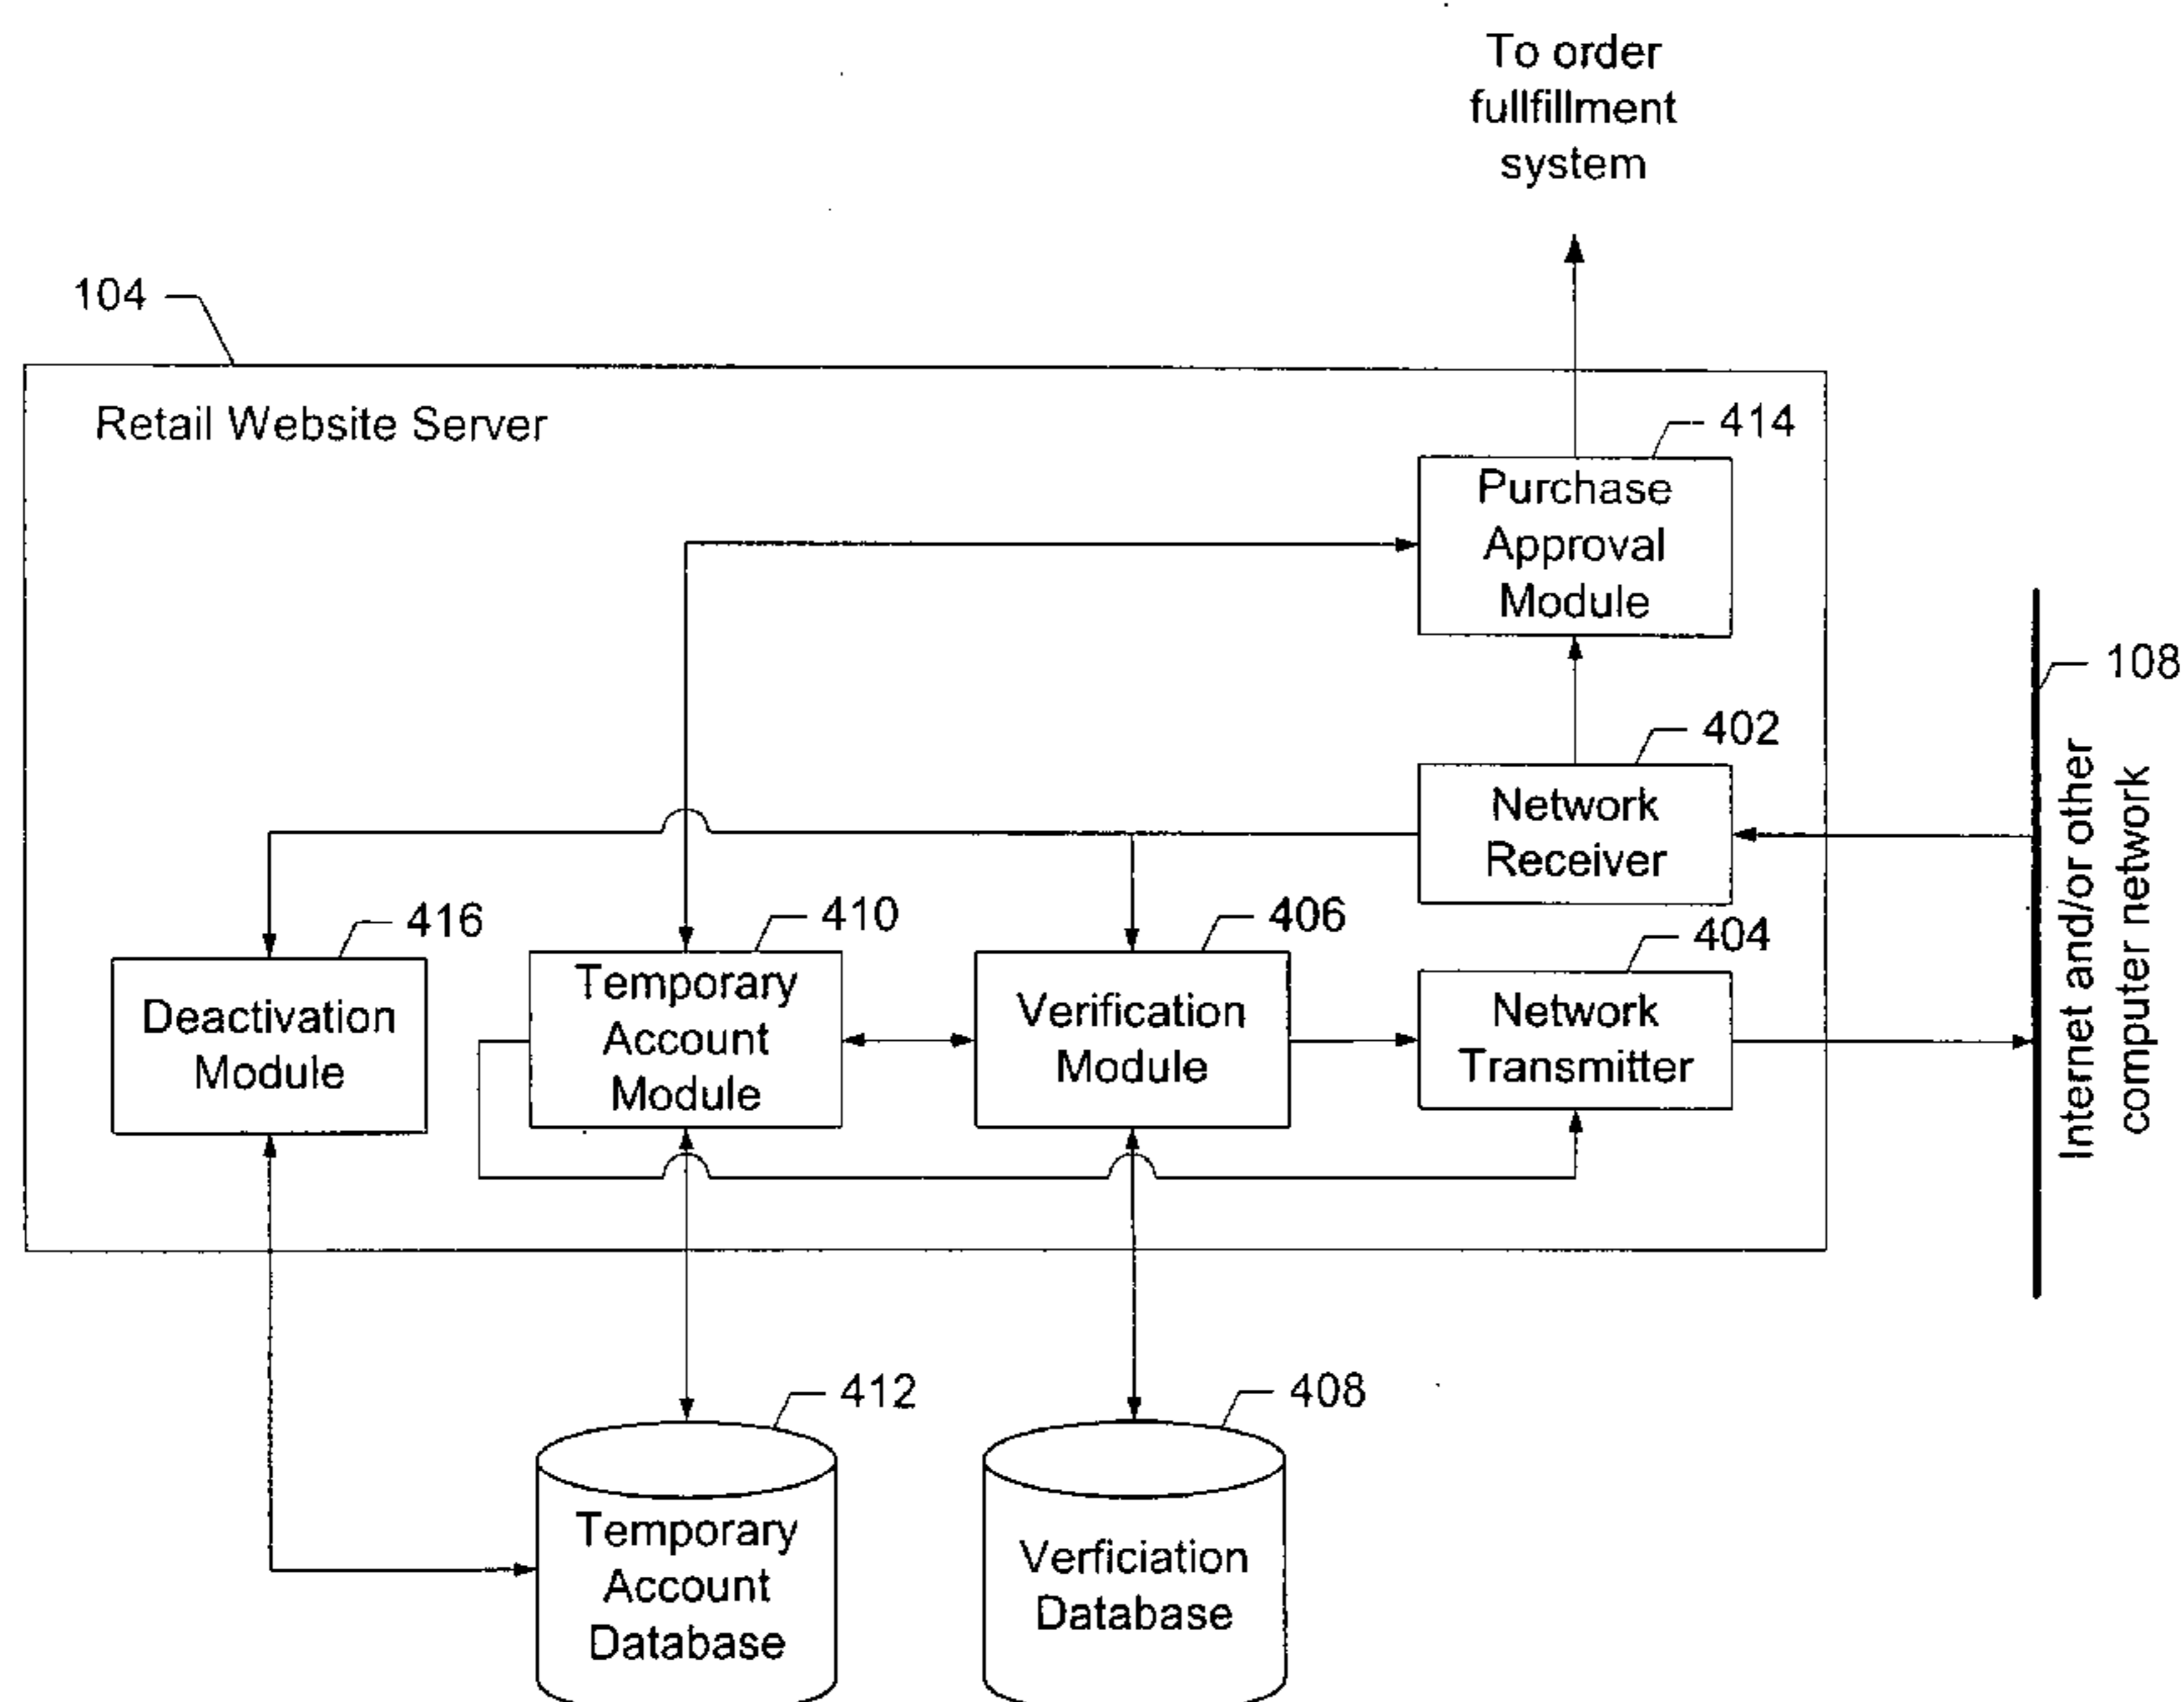 To order
fullfillment
system
104
Retail Website Server
414
Purchase
Approval
Module
108
402
Network
Receiver
Internet and/or other
computer network
416
410
406
404
Deactivation
Module
Temporary
Account
Module
Verification
Module
Network
Transmitter
412
408
Temporary
Account
Database
Verficiation
Database